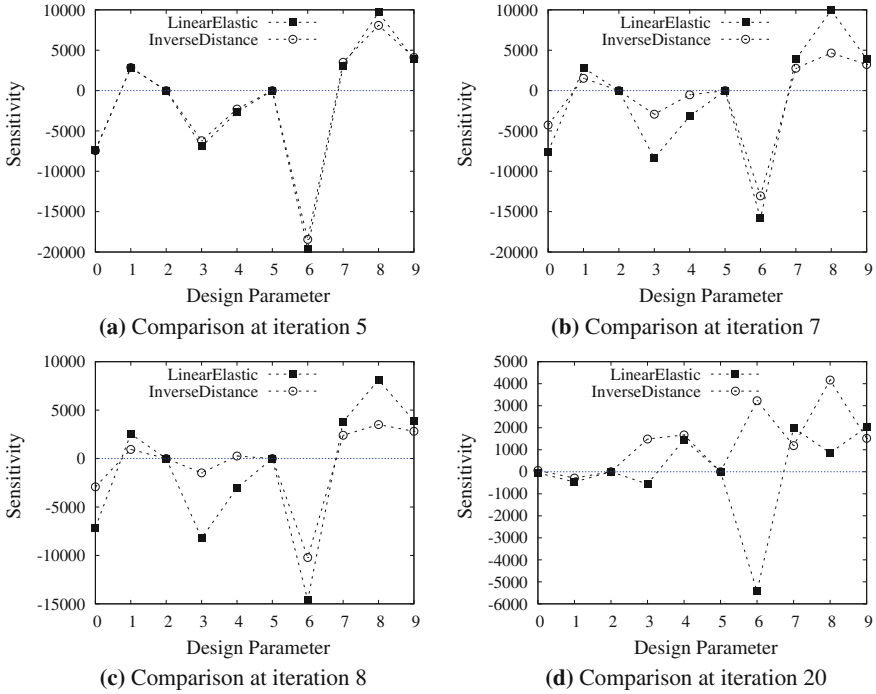 10000
5000
0
-5000
-10000
-15000
-20000
Sensitivity
LinearElastic
InverseDistance
0 1 2 3 4 5 6 7 8 9
Design Parameter
(a) Comparison at iteration 5
10000
5000
0
-5000
-10000
-15000
-20000
Sensitivity
LinearElastic
InverseDistance
0 1 2 3 4 5 6 7 8 9
Design Parameter
(b) Comparison at iteration 7
10000
5000
0
-5000
-10000
-15000
Sensitivity
LinearElastic
InverseDistance
0 1 2 3 4 5 6 7 8 9
Design Parameter
(c) Comparison at iteration 8
5000
4000
3000
2000
1000
0
-1000
-2000
-3000
-4000
-5000
-6000
Sensitivity
LinearElastic
InverseDistance
0 1 2 3 4 5 6 7 8 9
Design Parameter
(d) Comparison at iteration 20